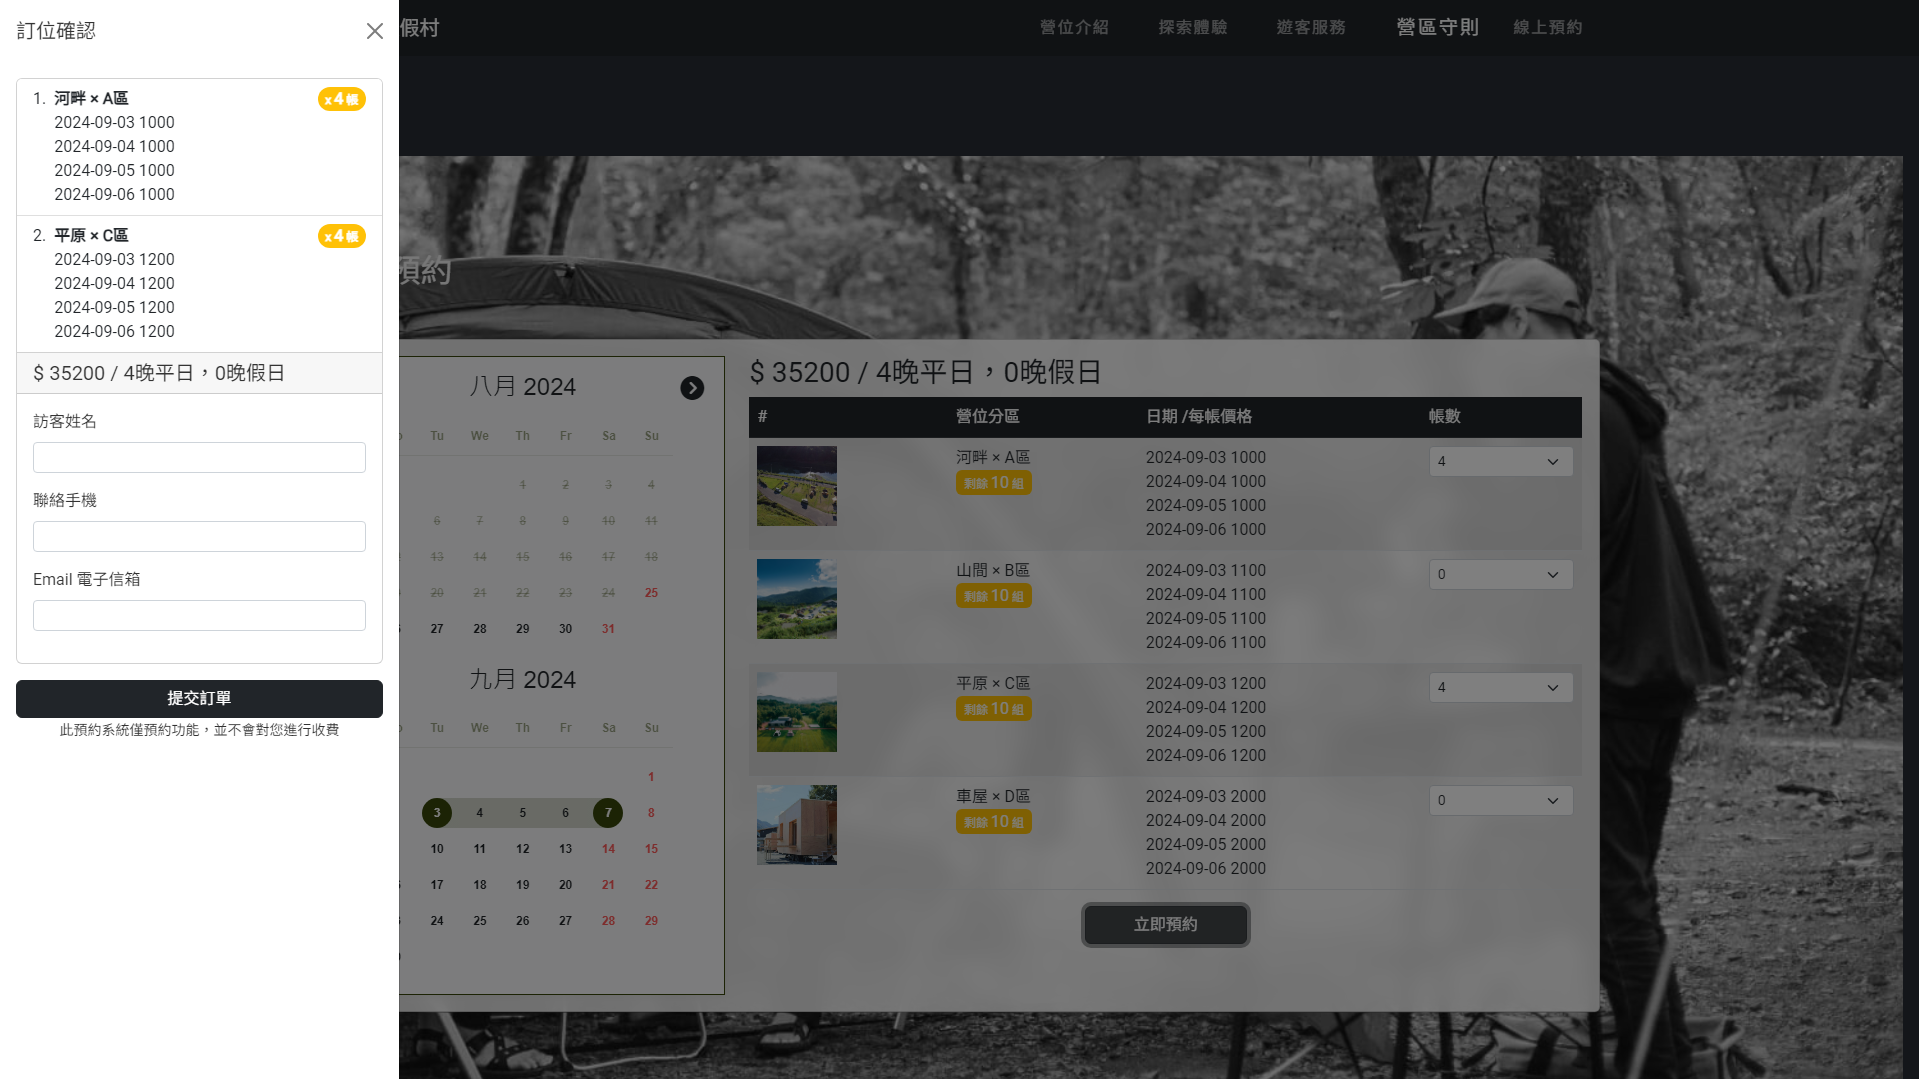 訂位確認
1. 河畔 × A區 x 4 帳
2024-09-03 1000
2024-09-04 1000
2024-09-05 1000
2024-09-06 1000
2. 平原 × C區 x 4 帳
2024-09-03 1200
2024-09-04 1200
2024-09-05 1200
2024-09-06 1200
$ 35200 / 4晚平日，0晚假日
訪客姓名
聯絡手機
Email 電子信箱
提交訂單
此預約系統僅預約功能，並不會對您進行收費
假村
營位介紹 探索體驗 遊客服務 營區守則 線上預約
預約
八月 2024
Tu We Th Fr Sa Su
1 2 3 4
6 7 8 9 10 11
13 14 15 16 17 18
20 21 22 23 24 25
27 28 29 30 31
九月 2024
Tu We Th Fr Sa Su
1
3 4 5 6 7 8
10 11 12 13 14 15
17 18 19 20 21 22
24 25 26 27 28 29
$ 35200 / 4晚平日，0晚假日
# 營位分區 日期 /每帳價格 帳數
河畔 × A區 2024-09-03 1000 4
剩餘 10 組 2024-09-04 1000
2024-09-05 1000
2024-09-06 1000
山間 × B區 2024-09-03 1100 0
剩餘 10 組 2024-09-04 1100
2024-09-05 1100
2024-09-06 1100
平原 × C區 2024-09-03 1200 4
剩餘 10 組 2024-09-04 1200
2024-09-05 1200
2024-09-06 1200
車屋 × D區 2024-09-03 2000 0
剩餘 10 組 2024-09-04 2000
2024-09-05 2000
2024-09-06 2000
立即預約